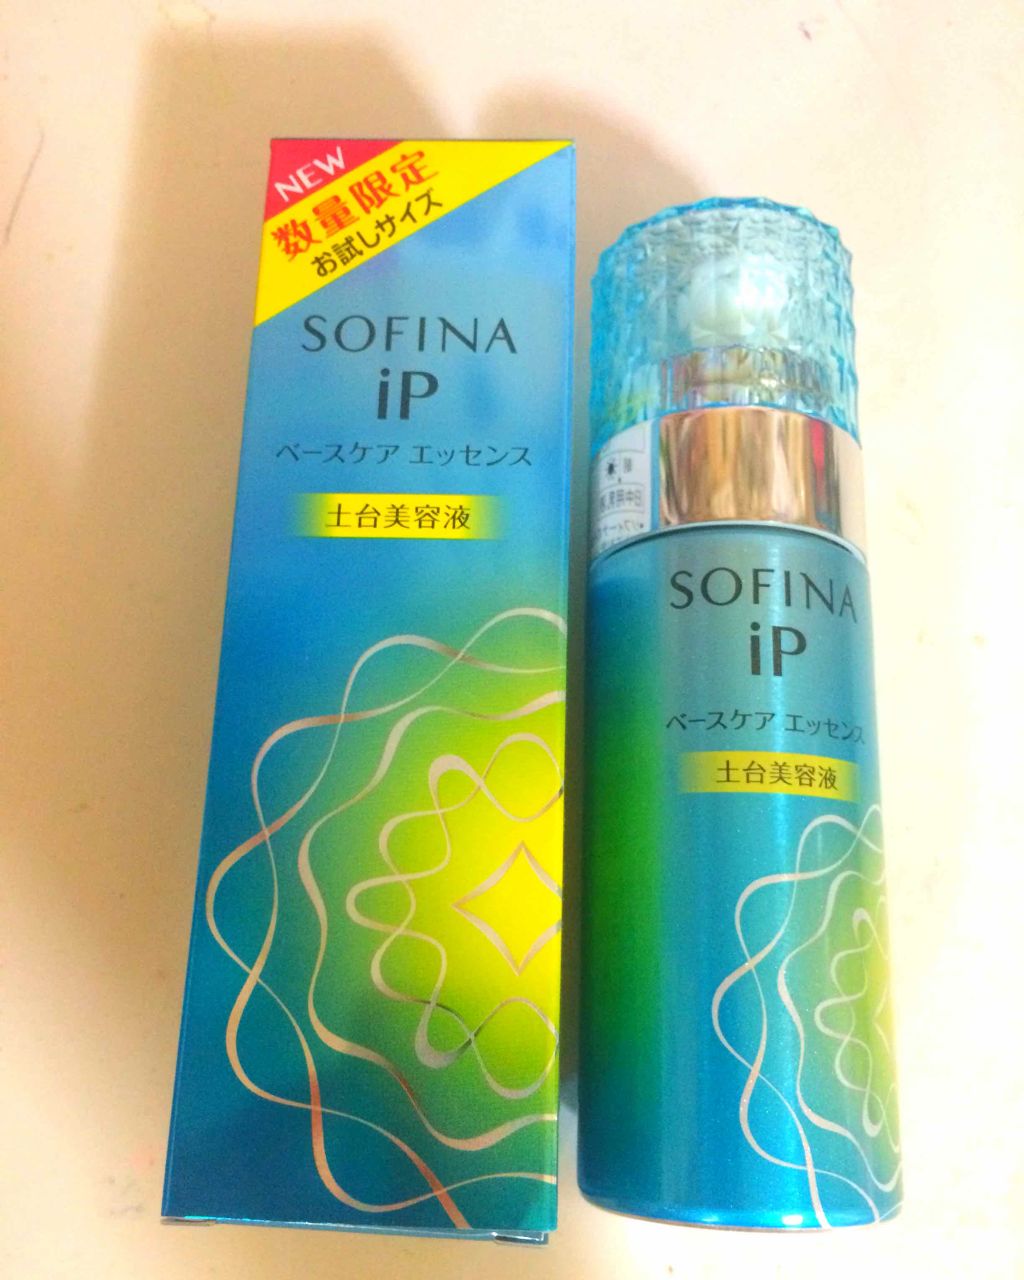 NEW
数量限定
お試しサイズ
SOFINA
iP
ベースケア エッセンス
土台美容液
SOFINA
iP
ベースケア エッセンス
土台美容液